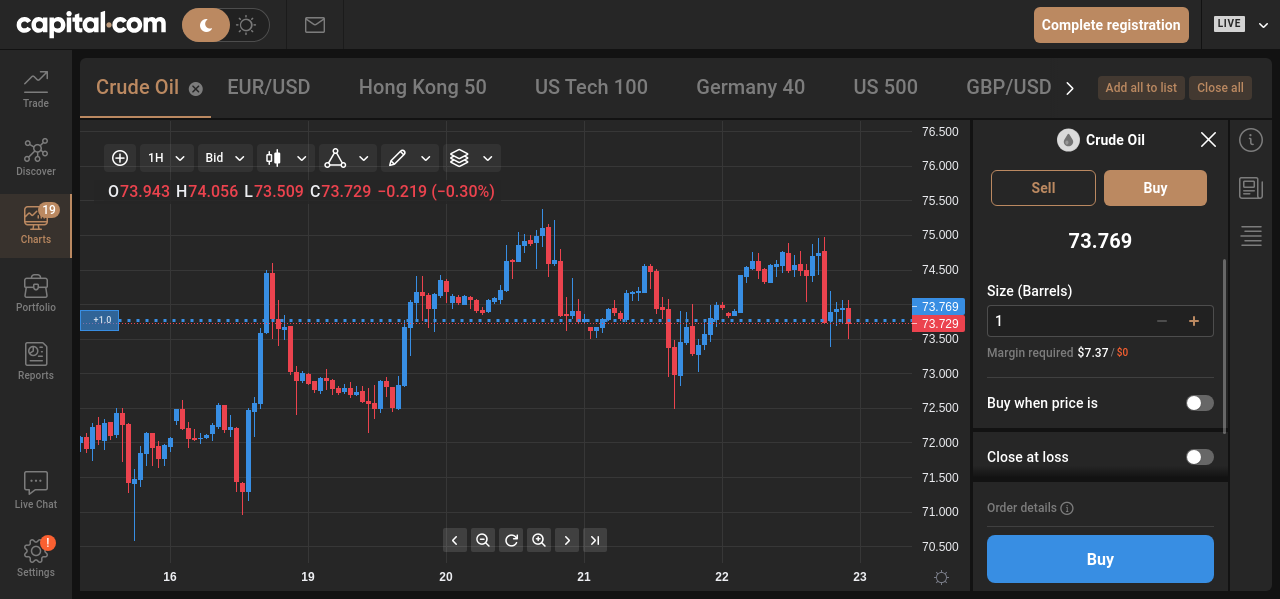 capital.com
Complete registration
LIVE
Trade
Discover
19
Charts
Portfolio
Reports
Live Chat
!
Settings
Crude Oil EUR/USD Hong Kong 50 US Tech 100 Germany 40 US 500 GBP/USD
Add all to list Close all
1H Bid
O73.943 H74.056 L73.509 C73.729 −0.219 (−0.30%)
+1.0
76.500
76.000
75.500
75.000
74.500
73.769
73.729
73.500
73.000
72.500
72.000
71.500
71.000
70.500
16 19 20 21 22 23
Crude Oil
Sell Buy
73.769
Size (Barrels)
1
Margin required $7.37 / $0
Buy when price is
Close at loss
Order details
Buy